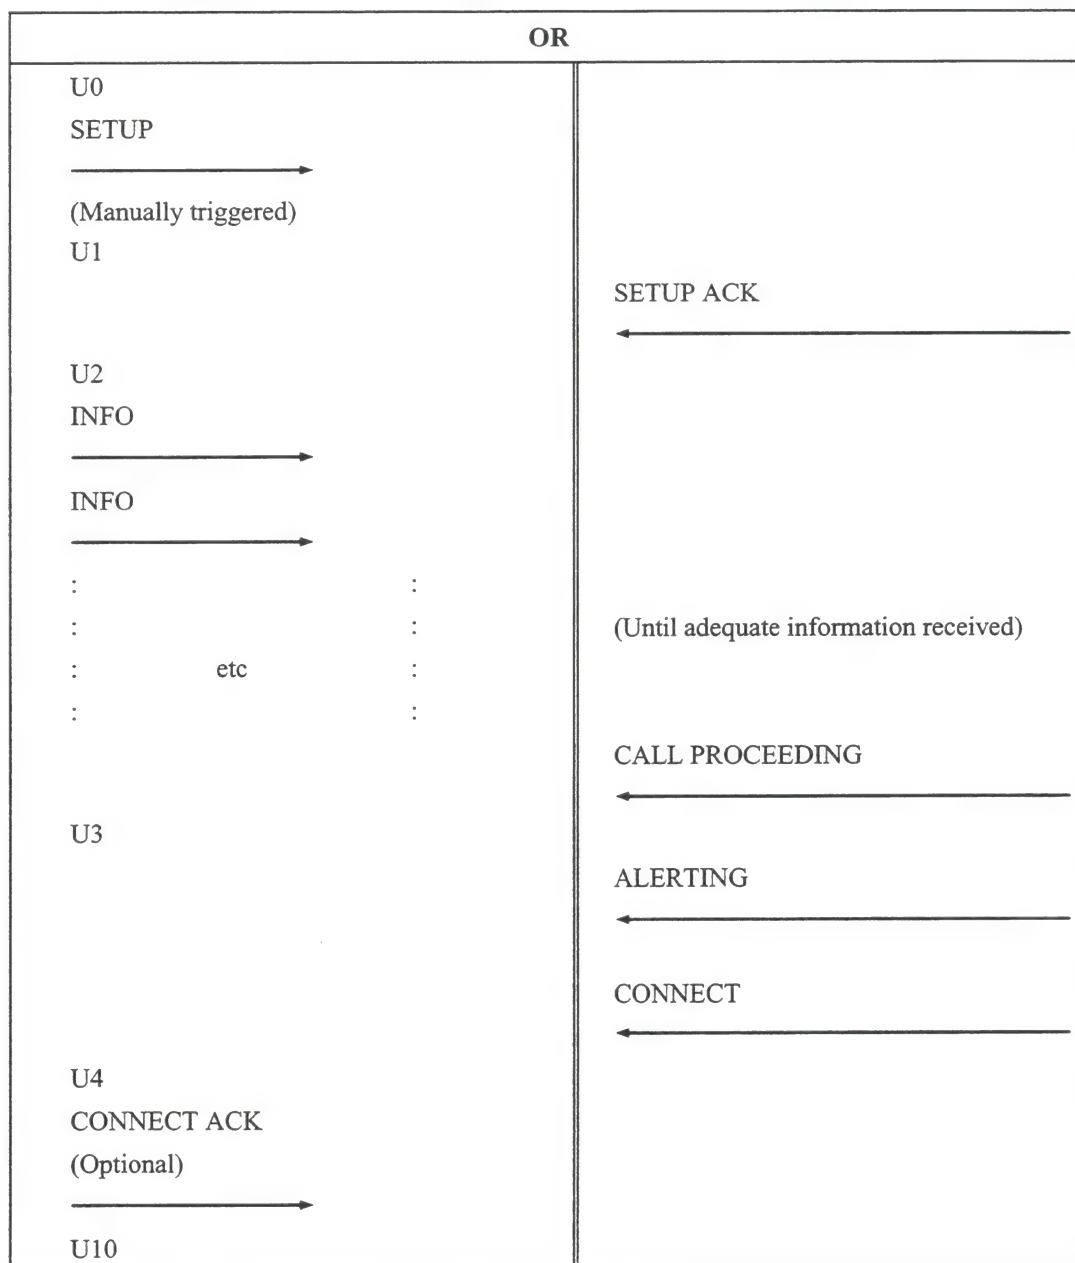 OR
U0
SETUP
(Manually triggered)
U1
SETUP ACK
U2
INFO
INFO
: :
: : (Until adequate information received)
: etc :
: :
CALL PROCEEDING
U3
ALERTING
CONNECT
U4
CONNECT ACK
(Optional)
U10